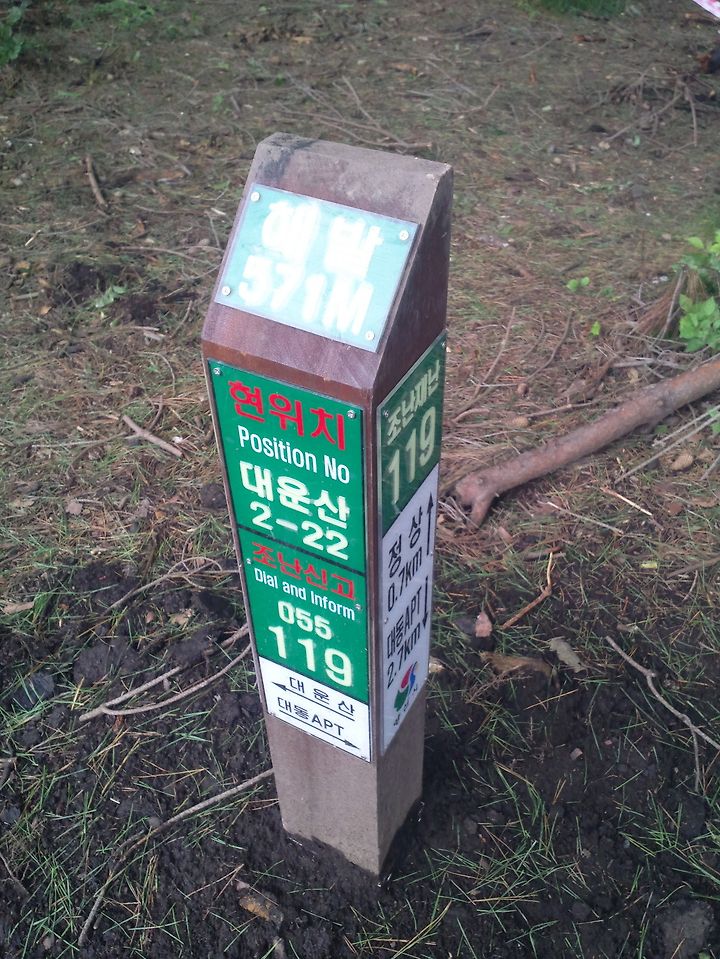 해발
571M
현위치
Position No
대운산
2-22
조난신고
Dial and Inform
055
119
대운산
대동APT
조난재난
119
정상
0.7km
대동APT
2.7km